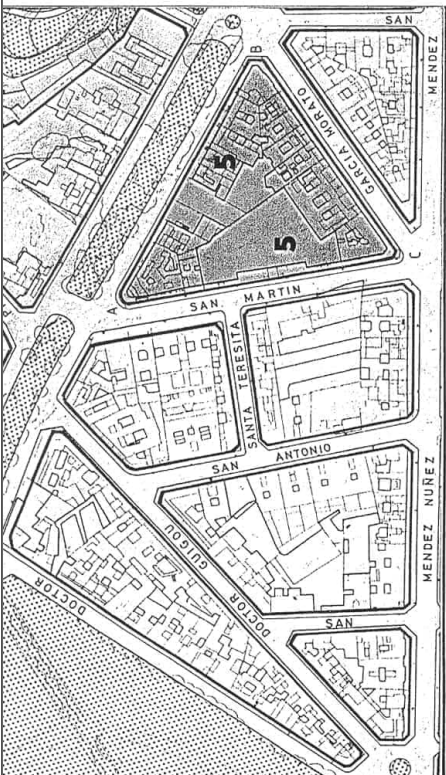 SAN
MENDEZ
B
GARCIA MORATO
5
5
C
A
SAN MARTIN
SANTA TERESITA
SAN ANTONIO
MENDEZ NUÑEZ
DOCTOR GUIGOU
DOCTOR
SAN